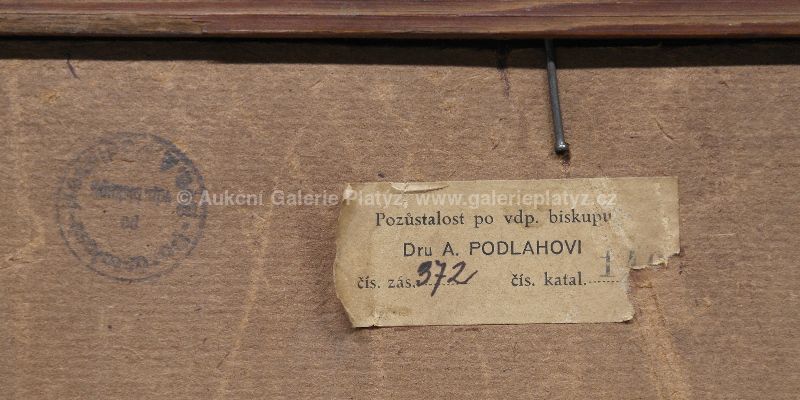 © Aukční Galerie Platýz, www.galerieplatyz.cz
Pozůstalost po vdp. biskupu
Dru A. PODLAHOVI
čís. zás. 372 čís. katal.